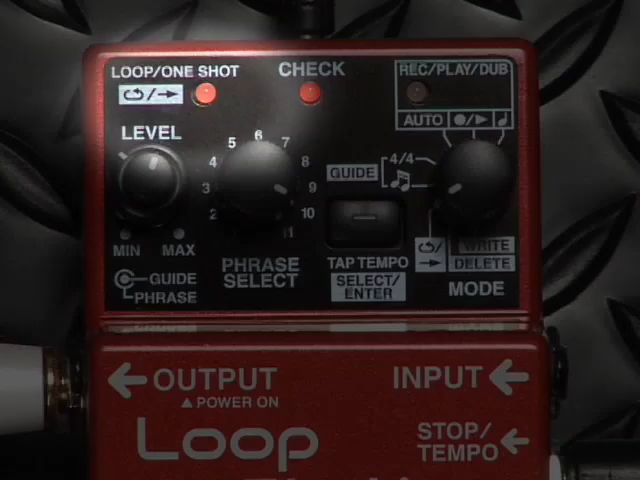 LOOP/ONE SHOT
CHECK
REC/PLAY/DUB
AUTO
LEVEL
5 6 7
4 8
3 9
2 10
11
GUIDE
4/4
MIN MAX
GUIDE
PHRASE
PHRASE
SELECT
TAP TEMPO
SELECT/
ENTER
WRITE
DELETE
MODE
OUTPUT
POWER ON
INPUT
Loop
STOP/
TEMPO